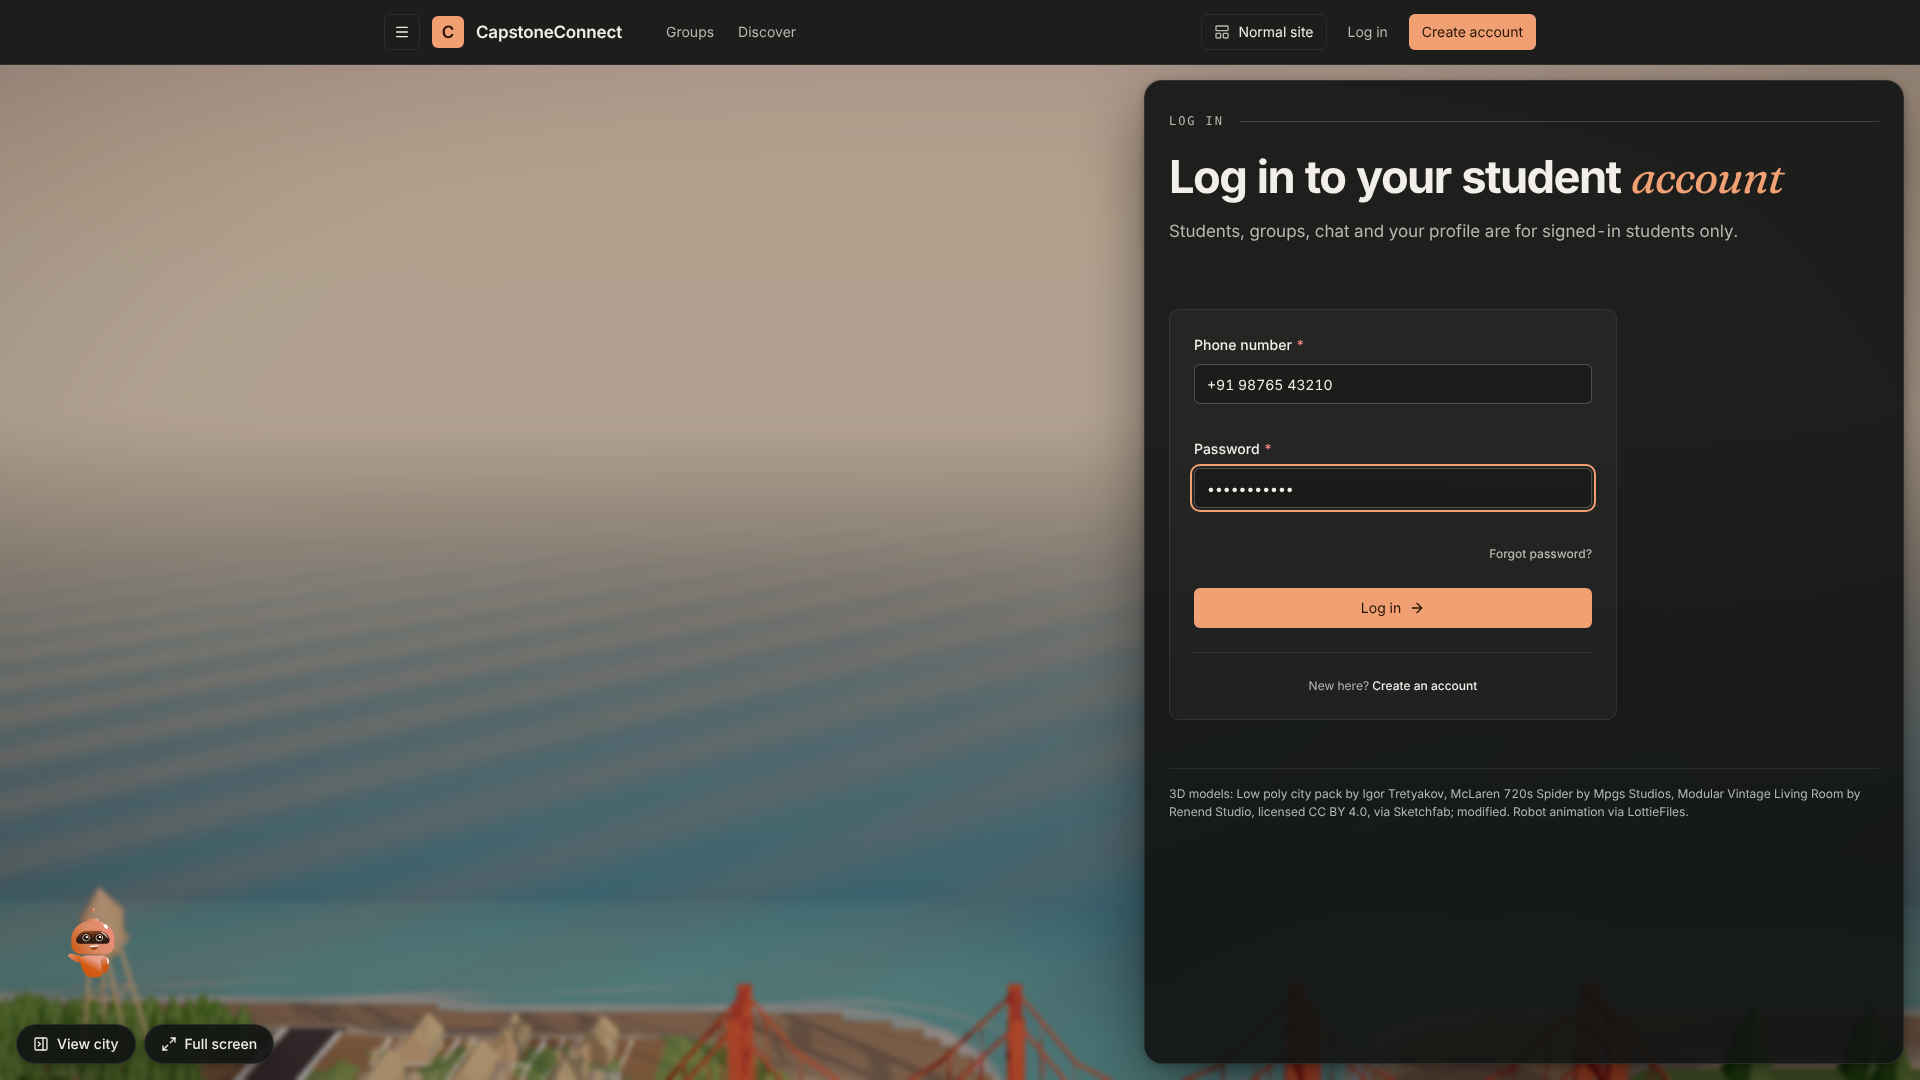 C CapstoneConnect Groups Discover Normal site Log in Create account
LOG IN
Log in to your student account
Students, groups, chat and your profile are for signed-in students only.
Phone number *
+91 98765 43210
Password *
•••••••••••
Forgot password?
Log in →
New here? Create an account
3D models: Low poly city pack by Igor Tretyakov, McLaren 720s Spider by Mpgs Studios, Modular Vintage Living Room by
Renend Studio, licensed CC BY 4.0, via Sketchfab; modified. Robot animation via LottieFiles.
View city Full screen